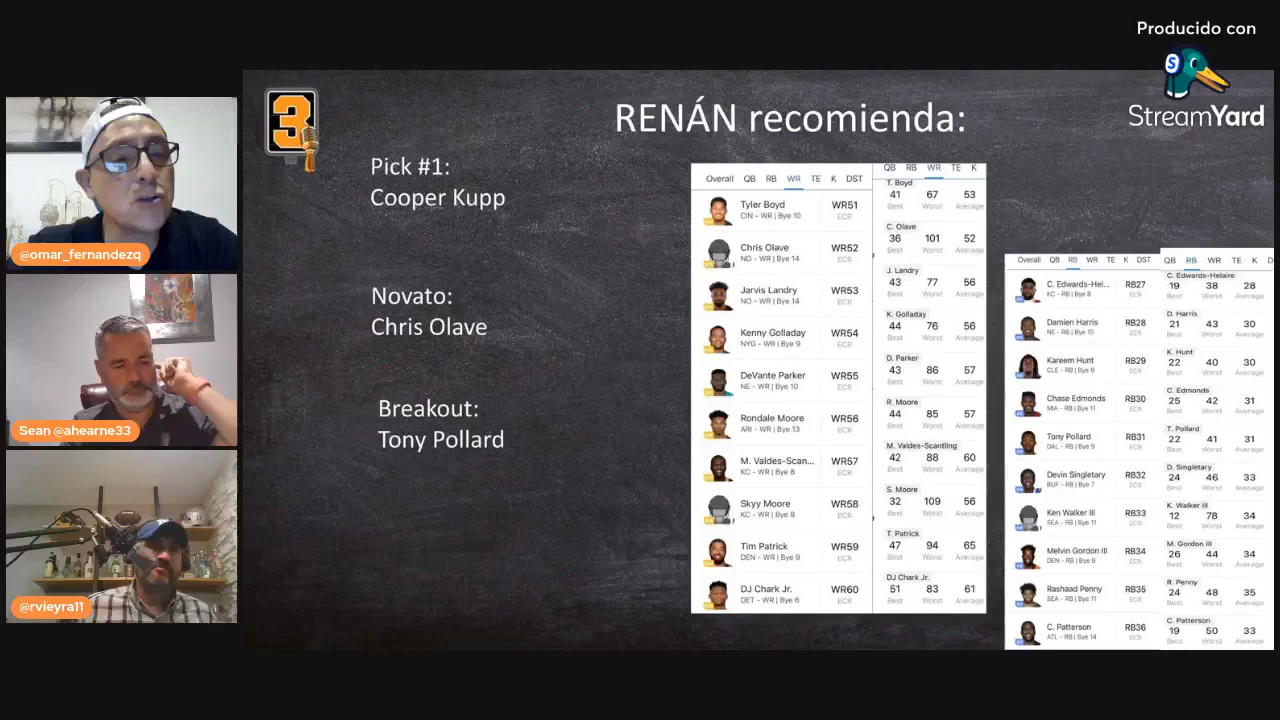 Producido con
S
StreamYard
3
RENÁN recomienda:
Pick #1:
Cooper Kupp
Novato:
Chris Olave
Breakout:
Tony Pollard
@omar_fernandezq
Sean @ahearne33
@rvieyra11
Overall QB RB WR TE K DST
Tyler Boyd WR51
CIN - WR | Bye 10 ECR
Chris Olave WR52
NO - WR | Bye 14 ECR
Jarvis Landry WR53
NO - WR | Bye 14 ECR
Kenny Golladay WR54
NYG - WR | Bye 9 ECR
DeVante Parker WR55
NE - WR | Bye 10 ECR
Rondale Moore WR56
ARI - WR | Bye 13 ECR
M. Valdes-Scan... WR57
KC - WR | Bye 8 ECR
Skyy Moore WR58
KC - WR | Bye 8 ECR
Tim Patrick WR59
DEN - WR | Bye 9 ECR
DJ Chark Jr. WR60
DET - WR | Bye 6 ECR
QB RB WR TE K
T. Boyd
41 67 53
Best Worst Average
C. Olave
36 101 52
Best Worst Average
J. Landry
43 77 56
Best Worst Average
K. Golladay
44 76 56
Best Worst Average
D. Parker
43 86 57
Best Worst Average
R. Moore
44 85 57
Best Worst Average
M. Valdes-Scantling
42 88 60
Best Worst Average
S. Moore
32 109 56
Best Worst Average
T. Patrick
47 94 65
Best Worst Average
DJ Chark Jr.
51 83 61
Best Worst Average
Overall QB RB WR TE K DST
C. Edwards-Hel... RB27
KC - RB | Bye 8 ECR
Damien Harris RB28
NE - RB | Bye 10 ECR
Kareem Hunt RB29
CLE - RB | Bye 9 ECR
Chase Edmonds RB30
MIA - RB | Bye 11 ECR
Tony Pollard RB31
DAL - RB | Bye 9 ECR
Devin Singletary RB32
BUF - RB | Bye 7 ECR
Ken Walker III RB33
SEA - RB | Bye 11 ECR
Melvin Gordon III RB34
DEN - RB | Bye 9 ECR
Rashaad Penny RB35
SEA - RB | Bye 11 ECR
C. Patterson RB36
ATL - RB | Bye 14 ECR
QB RB WR TE K D
C. Edwards-Helaire
19 38 28
Best Worst Average
D. Harris
21 43 30
Best Worst Average
K. Hunt
22 40 30
Best Worst Average
C. Edmonds
25 42 31
Best Worst Average
T. Pollard
22 41 31
Best Worst Average
D. Singletary
24 46 33
Best Worst Average
K. Walker III
12 78 34
Best Worst Average
M. Gordon III
26 44 34
Best Worst Average
R. Penny
24 48 35
Best Worst Average
C. Patterson
19 50 33
Best Worst Average